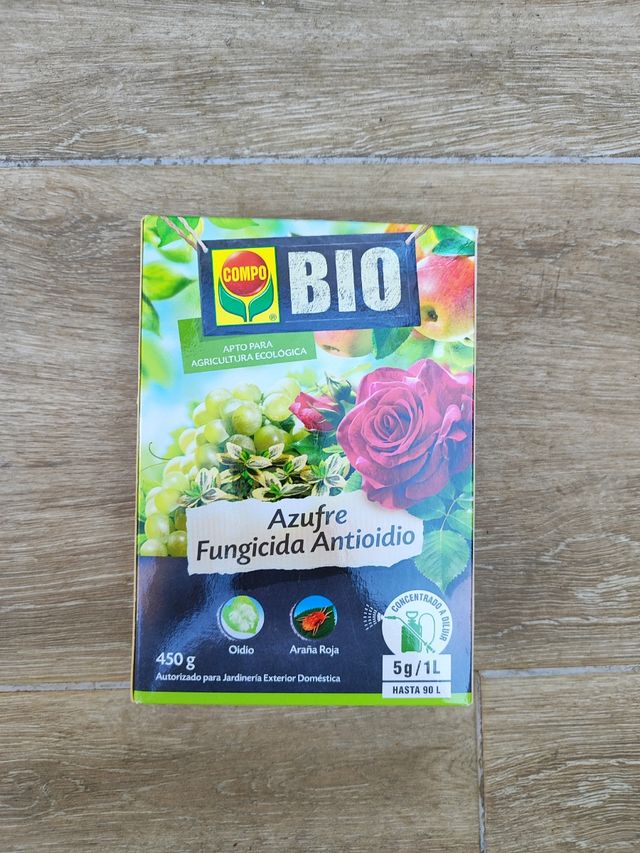 COMPO
®
BIO
APTO PARA
AGRICULTURA ECOLÓGICA
Azufre
Fungicida Antioidio
Oídio
Araña Roja
CONCENTRADO A DILUIR
450 g
5g/1L
Autorizado para Jardinería Exterior Doméstica
HASTA 90 L